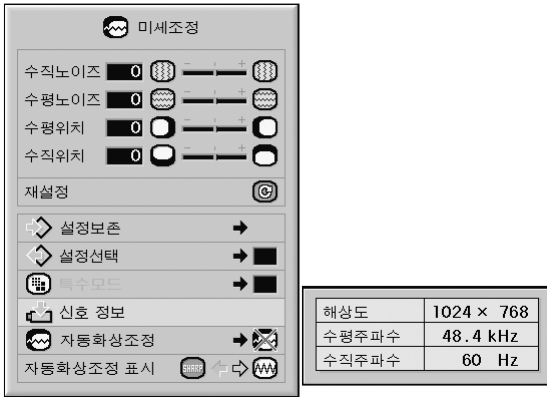 미세조정
수직노이즈 0 - +
수평노이즈 0 - +
수평위치 0 - +
수직위치 0 - +
재설정
설정보존
설정선택
특수모드
신호 정보
자동화상조정
자동화상조정 표시 SHARP
해상도 1024 × 768
수평주파수 48.4 kHz
수직주파수 60 Hz